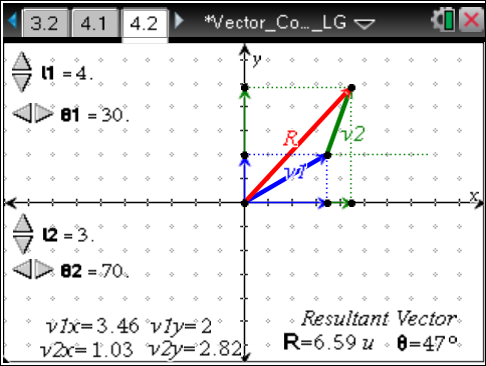 3.2 4.1 4.2 *Vector_Co..._LG
y
l1 =4.
θ1 =30.
R v2
v1
x
l2 =3.
θ2 =70.
Resultant Vector
v1x=3.46 v1y=2
R=6.59 u θ=47°
v2x=1.03 v2y=2.82